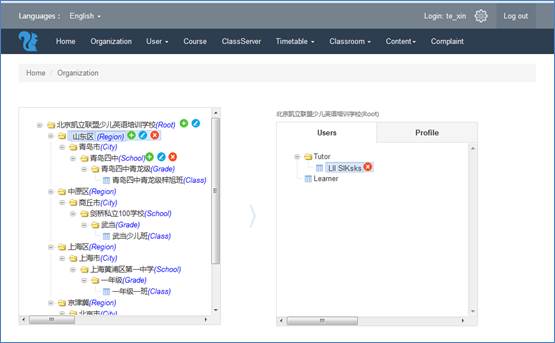 Languages : English
Login: te_xin
Log out
Home Organization User Course ClassServer Timetable Classroom Content Complaint
Home / Organization
北京凯立联盟少儿英语培训学校(Root)
山东区 (Region)
青岛市(City)
青岛四中(School)
青岛四中青龙级(Grade)
青岛四中青龙级梓旭班(Class)
中原区(Region)
商丘市(City)
剑桥私立100学校(School)
武当(Grade)
武当少儿班(Class)
上海区(Region)
上海市(City)
上海黄浦区第一中学(School)
一年级(Grade)
一年级一班(Class)
京津冀(Region)
北京市(City)
北京凯立联盟少儿英语培训学校(Root)
Users Profile
Tutor
LII SIKsks
Learner